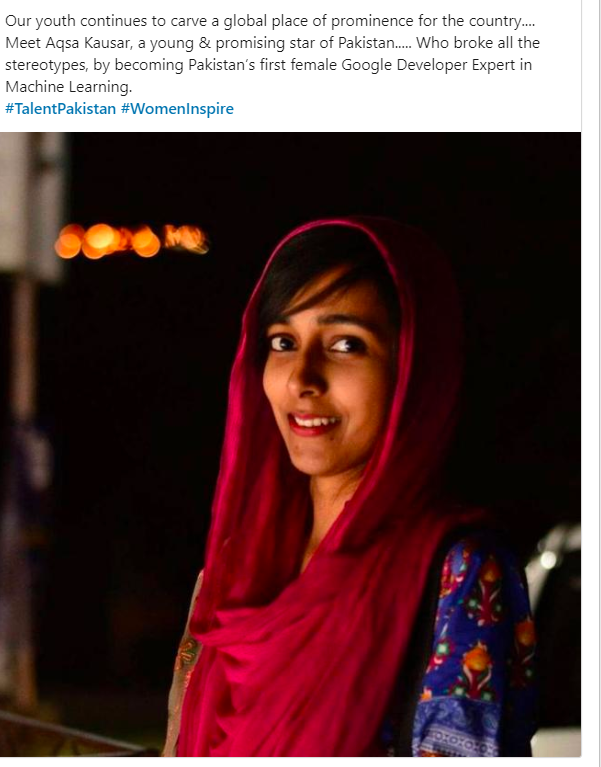 Our youth continues to carve a global place of prominence for the country....
Meet Aqsa Kausar, a young & promising star of Pakistan..... Who broke all the
stereotypes, by becoming Pakistan's first female Google Developer Expert in
Machine Learning.
#TalentPakistan #WomenInspire